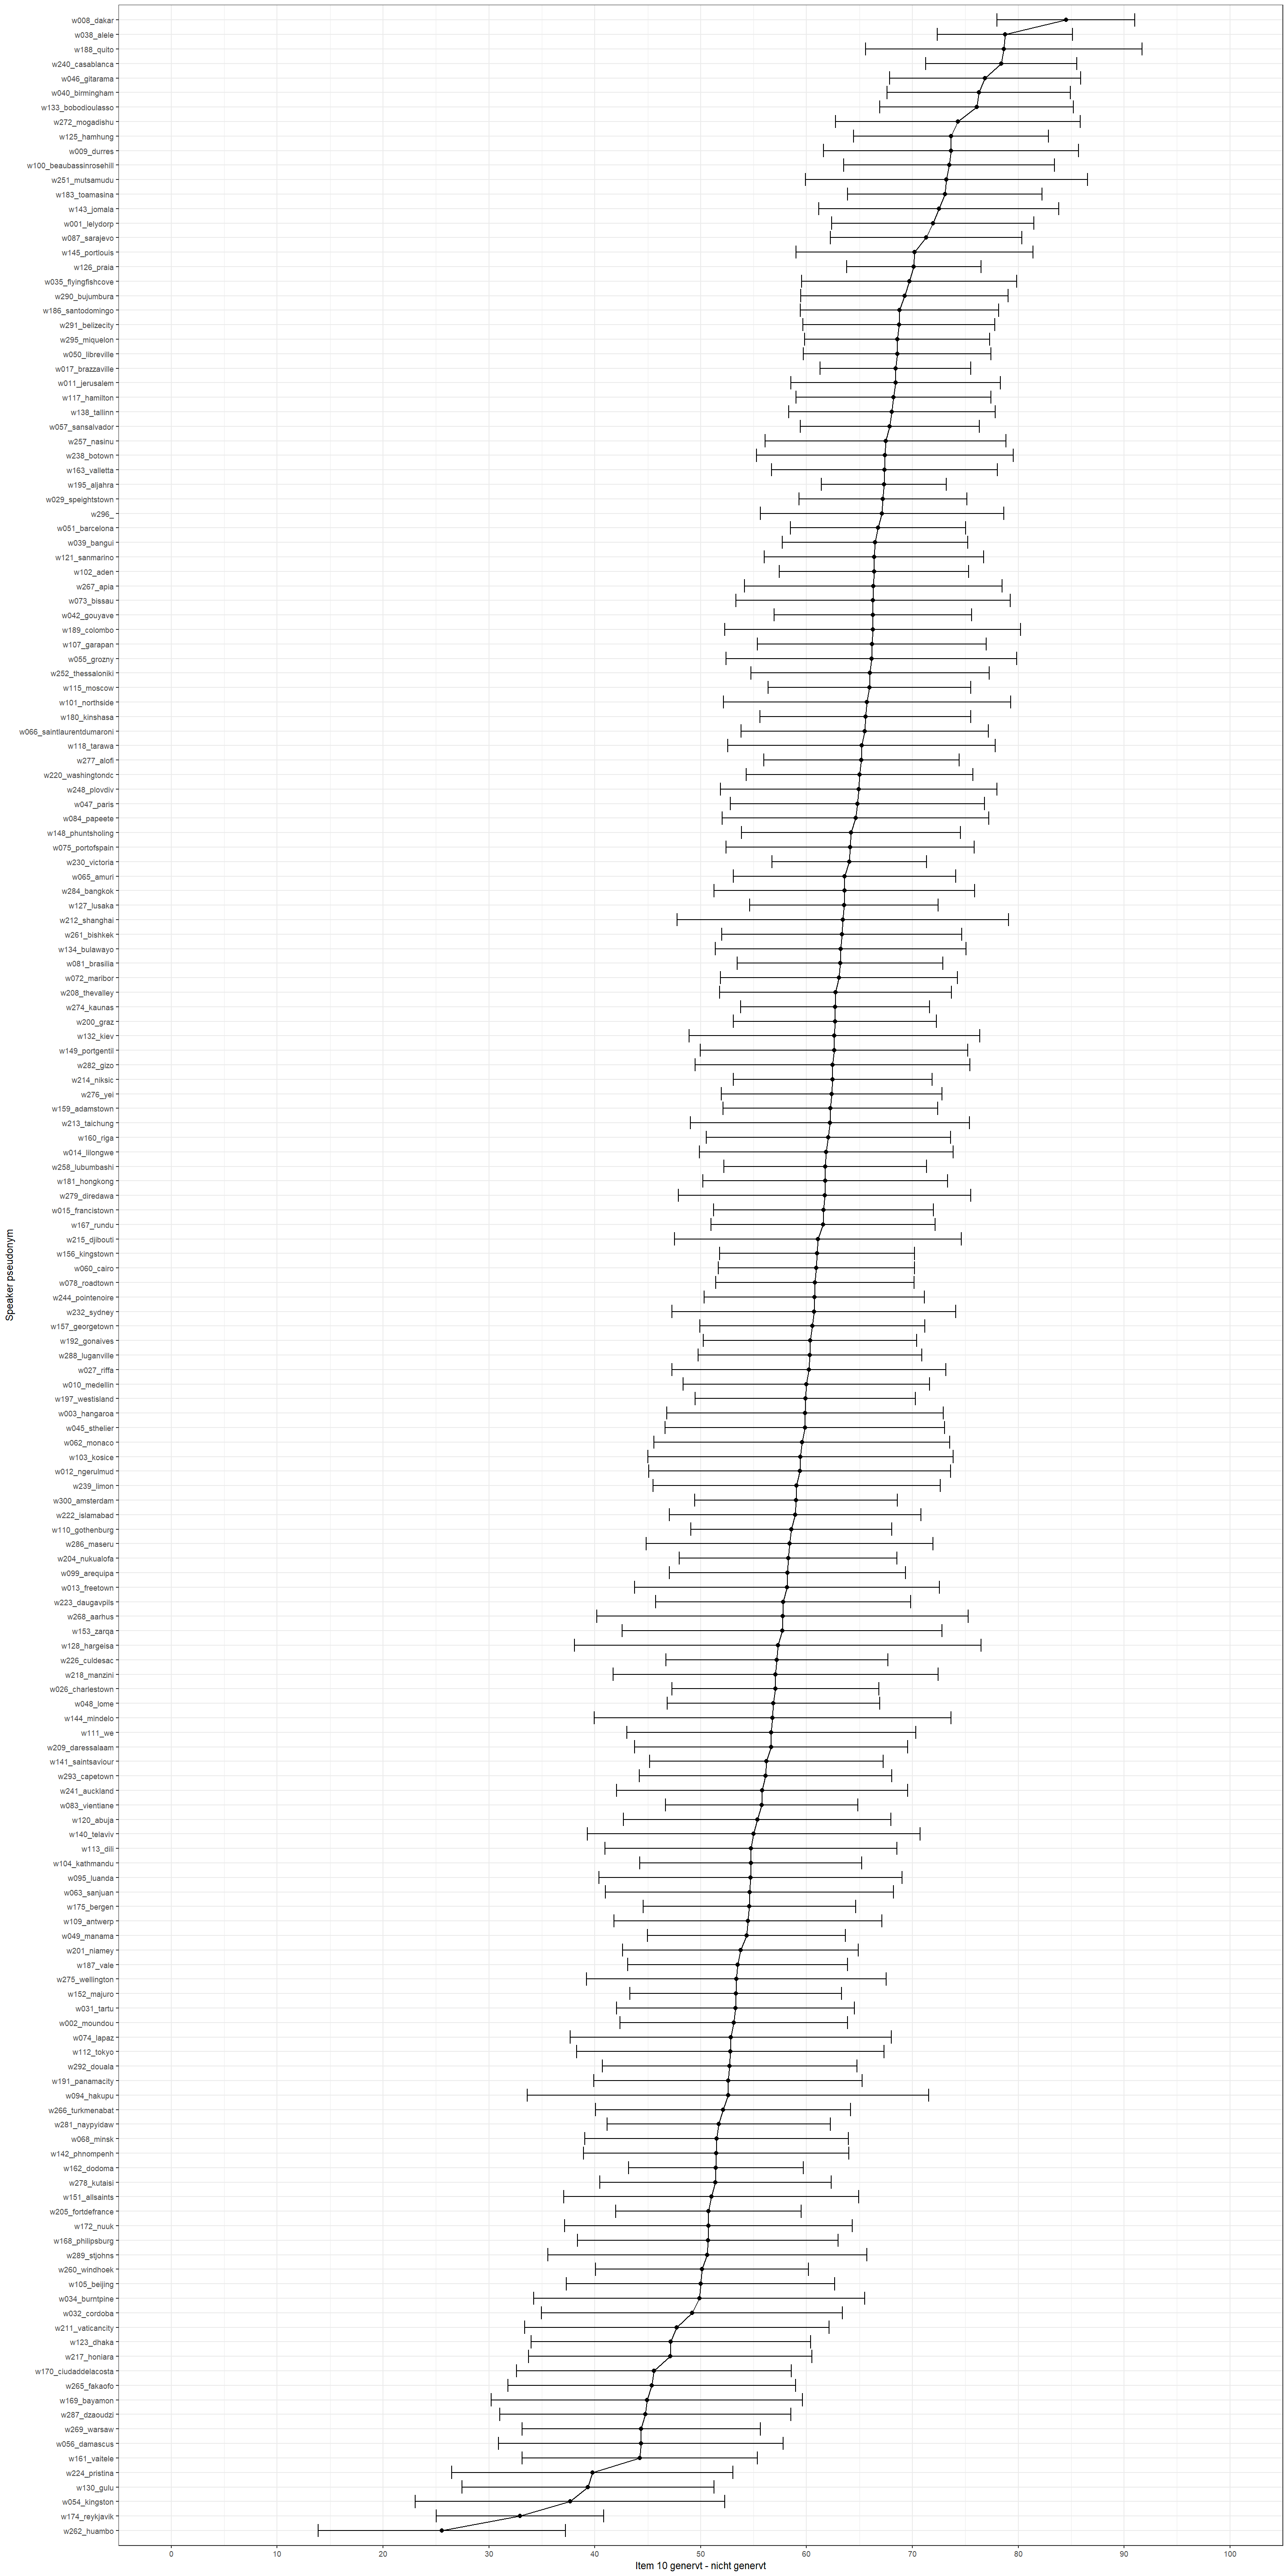 w008_dakar
w038_alele
w188_quito
w240_casablanca
w046_gitarama
w040_birmingham
w133_bobodioulasso
w272_mogadishu
w125_hamhung
w009_durres
w100_beaubassinrosehill
w251_mutsamudu
w183_toamasina
w143_jomala
w001_lelydorp
w087_sarajevo
w145_portlouis
w126_praia
w035_flyingfishcove
w290_bujumbura
w186_santodomingo
w291_belizecity
w295_miquelon
w050_libreville
w017_brazzaville
w011_jerusalem
w117_hamilton
w138_tallinn
w057_sansalvador
w257_nasinu
w238_botown
w163_valletta
w195_aljahra
w029_speightstown
w296_
w051_barcelona
w039_bangui
w121_sanmarino
w102_aden
w267_apia
w073_bissau
w042_gouyave
w189_colombo
w107_garapan
w055_grozny
w252_thessaloniki
w115_moscow
w101_northside
w180_kinshasa
w066_saintlaurentdumaroni
w118_tarawa
w277_alofi
w220_washingtondc
w248_plovdiv
w047_paris
w084_papeete
w148_phuntsholing
w075_portofspain
w230_victoria
w065_amuri
w284_bangkok
w127_lusaka
w212_shanghai
w261_bishkek
w134_bulawayo
w081_brasilia
w072_maribor
w208_thevalley
w274_kaunas
w200_graz
w132_kiev
w149_portgentil
w282_gizo
w214_niksic
w276_yei
w159_adamstown
w213_taichung
w160_riga
w014_lilongwe
w258_lubumbashi
w181_hongkong
w279_diredawa
w015_francistown
w167_rundu
w215_djibouti
w156_kingstown
w060_cairo
w078_roadtown
w244_pointenoire
w232_sydney
w157_georgetown
w192_gonaives
w288_luganville
w027_riffa
w010_medellin
w197_westisland
w003_hangaroa
w045_sthelier
w062_monaco
w103_kosice
w012_ngerulmud
w239_limon
w300_amsterdam
w222_islamabad
w110_gothenburg
w286_maseru
w204_nukualofa
w099_arequipa
w013_freetown
w223_daugavpils
w268_aarhus
w153_zarqa
w128_hargeisa
w226_culdesac
w218_manzini
w026_charlestown
w048_lome
w144_mindelo
w111_we
w209_daressalaam
w141_saintsaviour
w293_capetown
w241_auckland
w083_vientiane
w120_abuja
w140_telaviv
w113_dili
w104_kathmandu
w095_luanda
w063_sanjuan
w175_bergen
w109_antwerp
w049_manama
w201_niamey
w187_vale
w275_wellington
w152_majuro
w031_tartu
w002_moundou
w074_lapaz
w112_tokyo
w292_douala
w191_panamacity
w094_hakupu
w266_turkmenabat
w281_naypyidaw
w068_minsk
w142_phnompenh
w162_dodoma
w278_kutaisi
w151_allsaints
w205_fortdefrance
w172_nuuk
w168_philipsburg
w289_stjohns
w260_windhoek
w105_beijing
w034_burntpine
w032_cordoba
w211_vaticancity
w123_dhaka
w217_honiara
w170_ciudaddelacosta
w265_fakaofo
w169_bayamon
w287_dzaoudzi
w269_warsaw
w056_damascus
w161_vaitele
w224_pristina
w130_gulu
w054_kingston
w174_reykjavik
w262_huambo
Speaker pseudonym
0 10 20 30 40 50 60 70 80 90 100
Item 10 genervt - nicht genervt